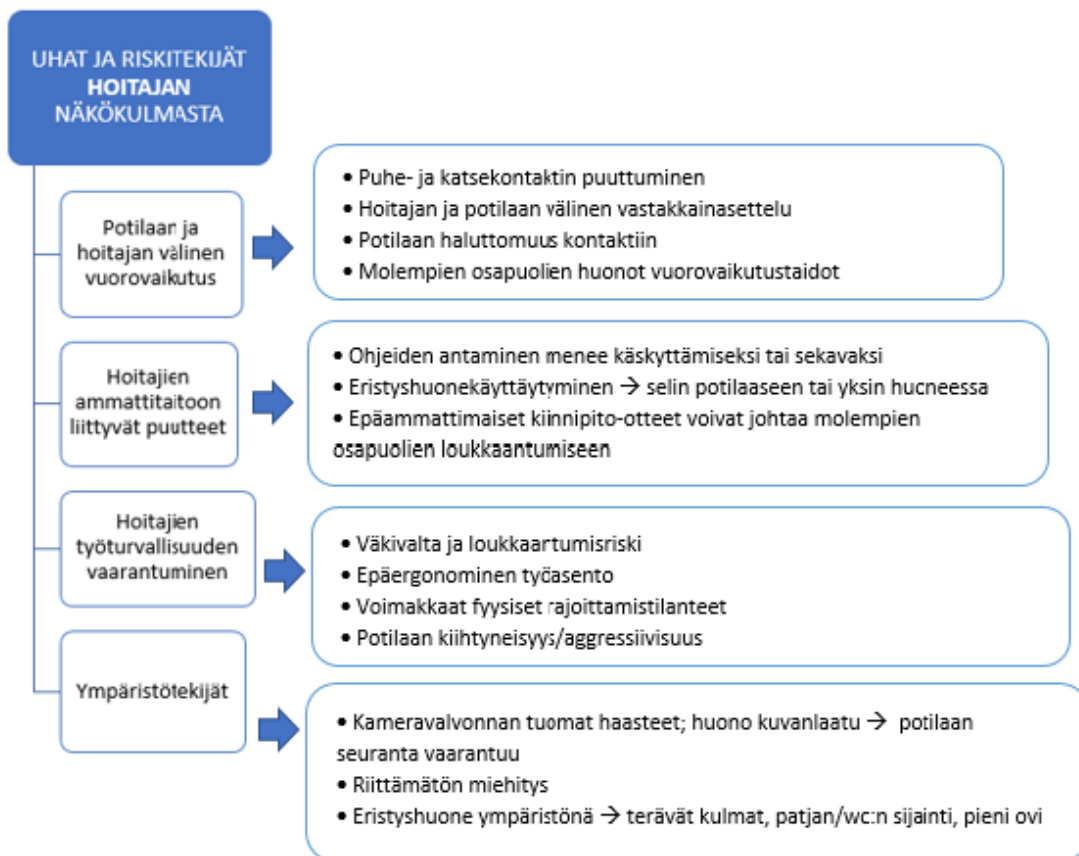 UHAT JA RISKITEKIJÄT
HOITAJAN
NÄKÖKULMASTA
Potilaan ja
hoitajan välinen
vuorovaikutus
• Puhe- ja katsekontaktin puuttuminen
• Hoitajan ja potilaan välinen vastakkainasettelu
• Potilaan haluttomuus kontaktiin
• Molempien osapuolien huonot vuorovaikutustaidot
Hoitajien
ammattitaitoon
liittyvät puutteet
• Ohjeiden antaminen menee käskyttämiseksi tai sekavaksi
• Eristyshuonekäyttäytyminen → selin potilaaseen tai yksin huoneessa
• Epäammattimaiset kiinnipito-otteet voivat johtaa molempien
osapuolien loukkaantumiseen
Hoitajien
työturvallisuuden
vaarantuminen
• Väkivalta ja loukkaantumisriski
• Epäergonominen työasento
• Voimakkaat fyysiset rajoittamistilanteet
• Potilaan kiihtyneisyys/aggressiivisuus
Ympäristötekijät
• Kameravalvonnan tuomat haasteet; huono kuvanlaatu → potilaan
seuranta vaarantuu
• Riittämätön miehitys
• Eristyshuone ympäristönä → terävät kulmat, patjan/wc:n sijainti, pieni ovi